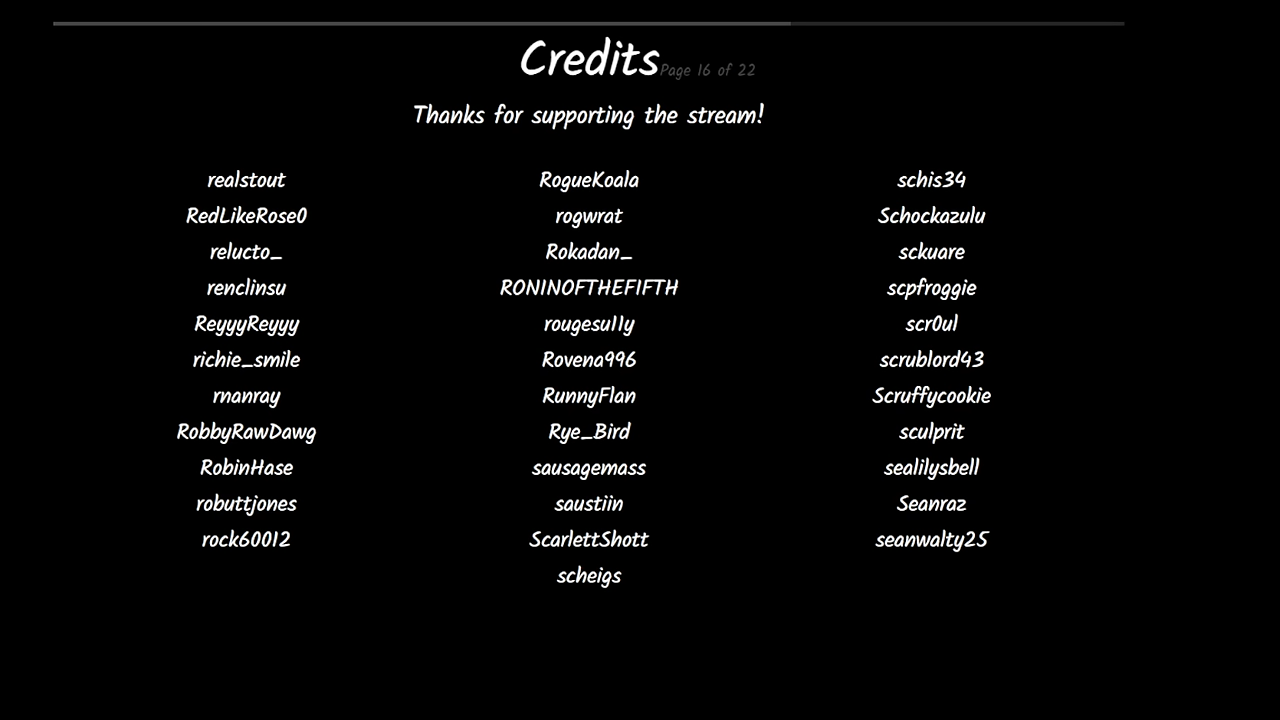 Credits Page 16 of 22
Thanks for supporting the stream!
realstout
RedLikeRose0
relucto_
renclinsu
ReyyyReyyy
richie_smile
rnanray
RobbyRawDawg
RobinHase
robuttjones
rock60012
RogueKoala
rogwrat
Rokadan_
RONINOFTHEFIFTH
rougesu11y
Rovena996
RunnyFlan
Rye_Bird
sausagemass
saustiin
ScarlettShott
scheigs
schis34
Schockazulu
sckuare
scpfroggie
scr0ul
scrublord43
Scruffycookie
sculprit
sealilysbell
Seanraz
seanwalty25